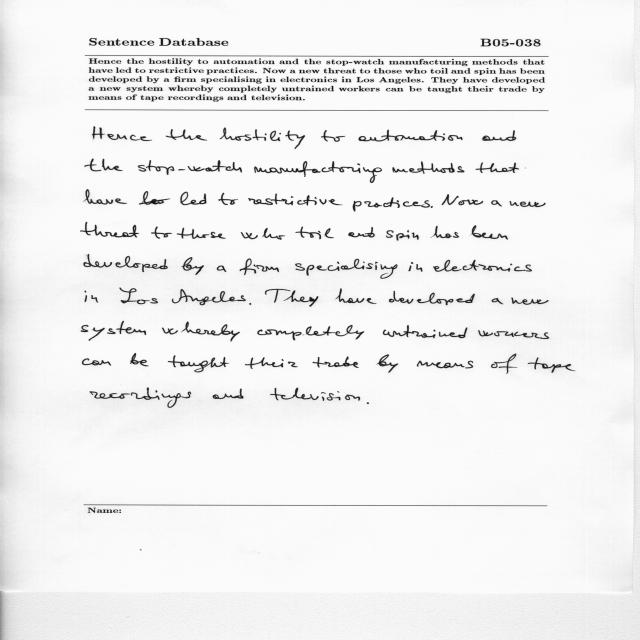 Sentence Database B05-038
Hence the hostility to automation and the stop-watch manufacturing methods that
have led to restrictive practices. Now a new threat to those who toil and spin has been
developed by a firm specialising in electronics in Los Angeles. They have developed
a new system whereby completely untrained workers can be taught their trade by
means of tape recordings and television.
Hence the hostility to automation and
the stop-watch manufactoring methods that
have led to restrictive practices. Now a new
threat to those who toil and spin has been
developed by a firm specialising in electronics
in Los Angeles. They have developed a new
system whereby completely untrained workers
can be taught their trade by means of tape
recordings and television.
Name: